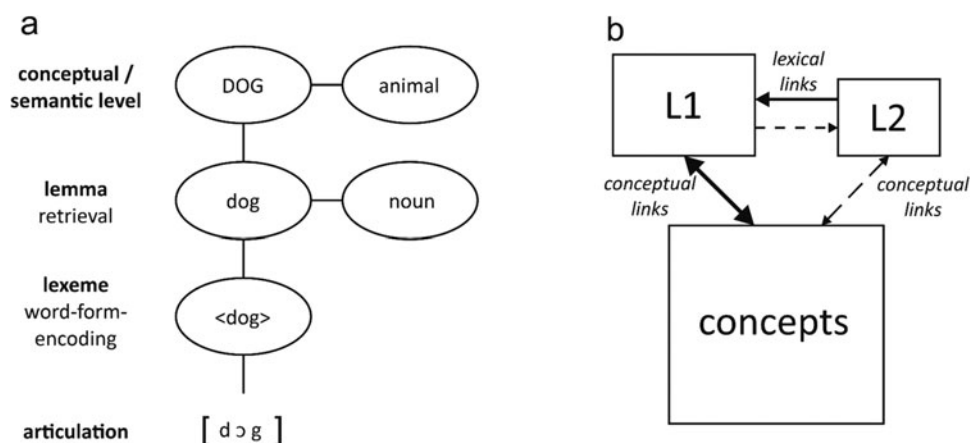 a
conceptual /
semantic level
DOG
animal
lemma
retrieval
dog
noun
lexeme
word-form-
encoding
<dog>
articulation
[ d ɔ g ]
b
lexical
links
L1
L2
conceptual
links
conceptual
links
concepts